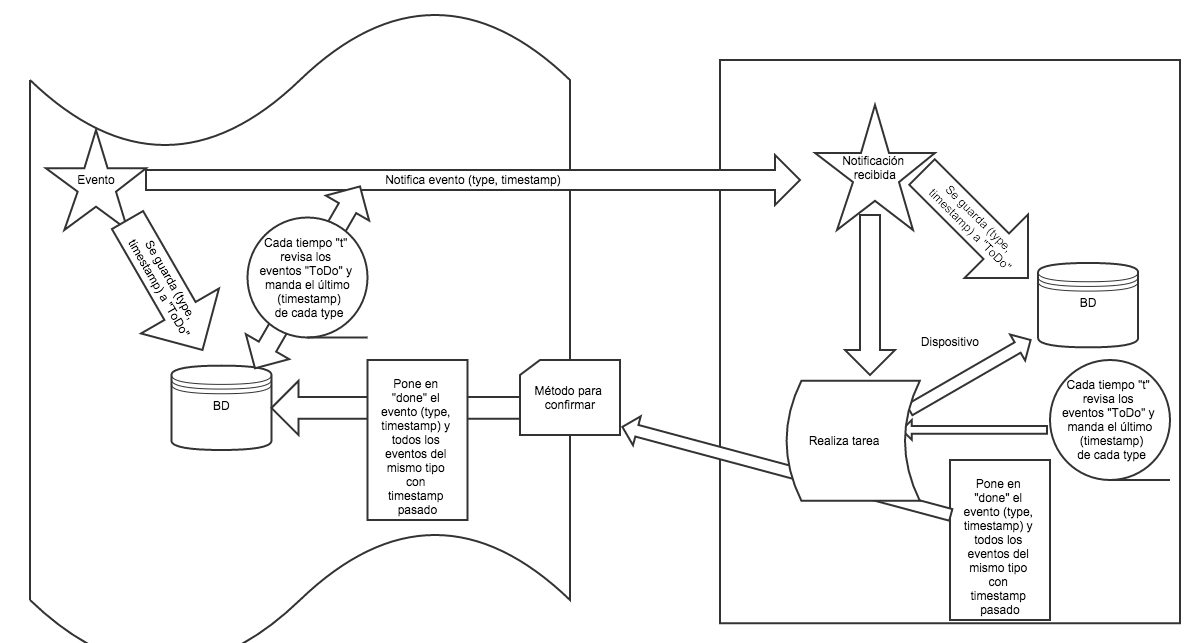 Evento
Notifica evento (type, timestamp)
Se guarda (type,
timestamp) a "ToDo"
Cada tiempo "t"
revisa los
eventos "ToDo" y
manda el último
(timestamp)
de cada type
BD
Pone en
"done" el
evento (type,
timestamp) y
todos los
eventos del
mismo tipo
con
timestamp
pasado
Método para
confirmar
Notificación
recibida
Se guarda (type,
timestamp) a "ToDo"
BD
Dispositivo
Realiza tarea
Cada tiempo "t"
revisa los
eventos "ToDo" y
manda el último
(timestamp)
de cada type
Pone en
"done" el
evento (type,
timestamp) y
todos los
eventos del
mismo tipo
con
timestamp
pasado